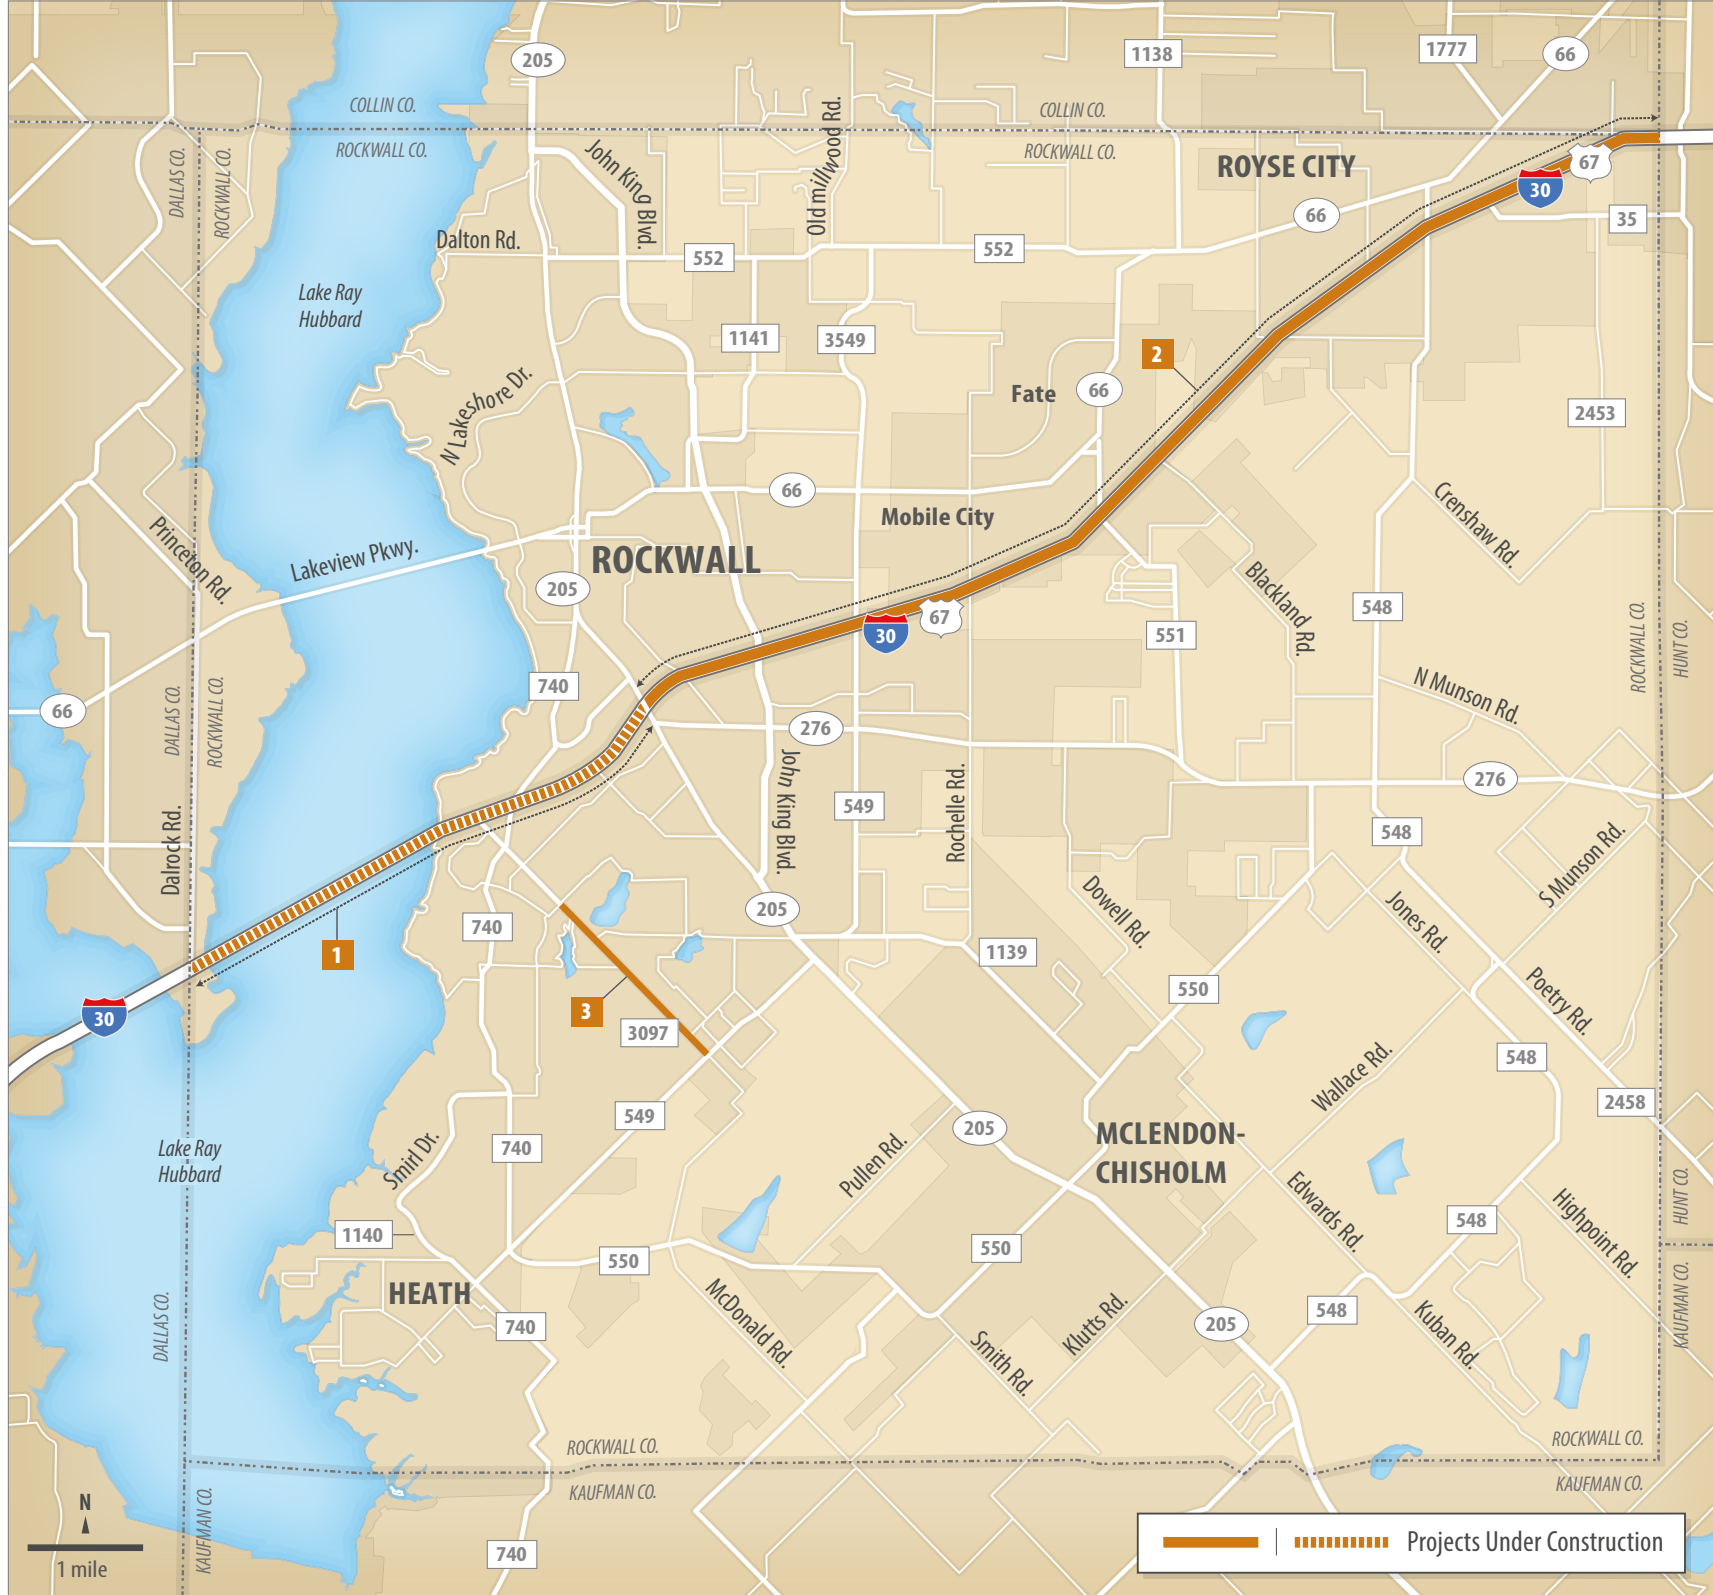 205
1138
1777
66
COLLIN CO.
COLLIN CO.
ROCKWALL CO.
ROCKWALL CO.
DALLAS CO.
ROCKWALL CO.
John King Blvd.
Old millwood Rd.
ROYSE CITY
67
30
66
35
Dalton Rd.
552
552
Lake Ray
Hubbard
1141
3549
2
Fate
66
2453
N Lakeshore Dr.
66
Mobile City
Crenshaw Rd.
Princeton Rd.
Lakeview Pkwy.
ROCKWALL
205
Blackland Rd.
548
67
30
551
ROCKWALL CO.
HUNT CO.
740
N Munson Rd.
66
DALLAS CO.
ROCKWALL CO.
276
276
John King Blvd.
549
Rochelle Rd.
548
Dalrock Rd.
S Munson Rd.
205
740
Dowell Rd.
Jones Rd.
1
1139
550
Poetry Rd.
30
3
3097
548
Wallace Rd.
549
2458
Lake Ray
Hubbard
740
Smirl Dr.
205
MCLENDON-
CHISHOLM
Pullen Rd.
Edwards Rd.
Highpoint Rd.
HUNT CO.
1140
550
550
548
HEATH
740
McDonald Rd.
Smith Rd.
Klutts Rd.
205
548
Kuban Rd.
KAUFMAN CO.
DALLAS CO.
ROCKWALL CO.
KAUFMAN CO.
ROCKWALL CO.
KAUFMAN CO.
KAUFMAN CO.
N
1 mile
740
Projects Under Construction